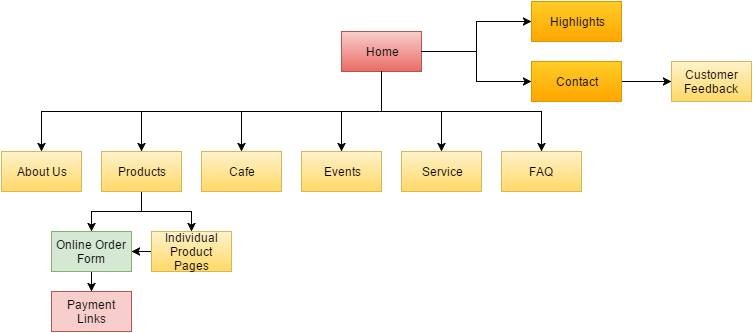 Highlights
Home
Contact
Customer
Feedback
About Us
Products
Cafe
Events
Service
FAQ
Online Order
Form
Individual
Product
Pages
Payment
Links